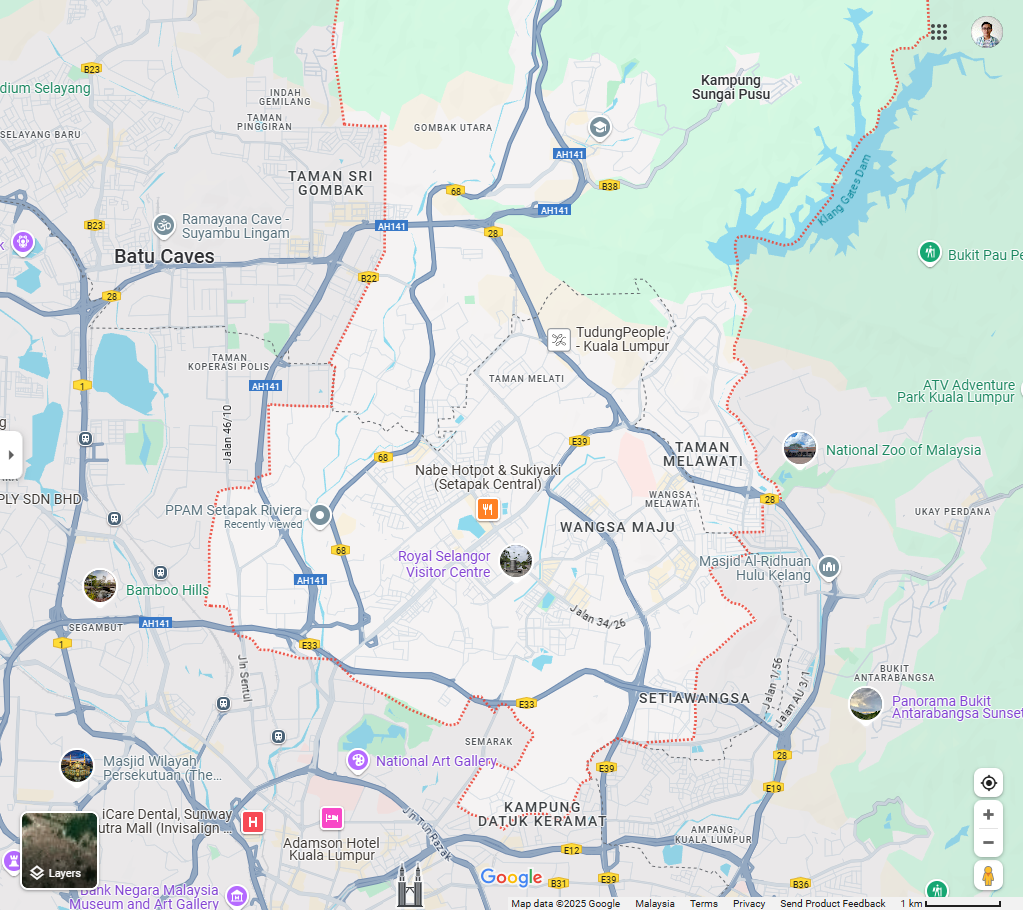 B23
dium Selayang
Kampung
Sungai Pusu
INDAH
GEMILANG
TAMAN
PINGGIRAN
GOMBAK UTARA
SELAYANG BARU
AH141
TAMAN SRI
GOMBAK
68
B38
Klang Gates Dam
AH141
B23
Ramayana Cave -
Suyambu Lingam
AH141
28
k
Batu Caves
Bukit Pau Pe
B22
28
TudungPeople,
- Kuala Lumpur
TAMAN
KOPERASI POLIS
TAMAN MELATI
1
AH141
ATV Adventure
Park Kuala Lumpur
Jalan 46/10
g
E39
TAMAN
MELAWATI
National Zoo of Malaysia
68
Nabe Hotpot & Sukiyaki
(Setapak Central)
PLY SDN BHD
WANGSA
MELAWATI
28
PPAM Setapak Riviera
Recently viewed
UKAY PERDANA
WANGSA MAJU
68
Royal Selangor
Visitor Centre
Masjid Al-Ridhuan
Hulu Kelang
AH141
Bamboo Hills
Jalan 34/26
SEGAMBUT
AH141
1
E33
Jln Sentul
BUKIT
ANTARABANGSA
Jalan 1/56
Jalan AU 3/1
SETIAWANGSA
E33
Panorama Bukit
Antarabangsa Sunset
SEMARAK
28
National Art Gallery
Masjid Wilayah
Persekutuan (The...
E39
E19
KAMPUNG
DATUK KERAMAT
iCare Dental, Sunway
utra Mall (Invisalign ...
H
Adamson Hotel
Kuala Lumpur
Jln Tun Razak
AMPANG,
KUALA LUMPUR
E12
Layers
Google
B31
E39
B36
Bank Negara Malaysia
Museum and Art Gallery
Map data ©2025 Google
Malaysia
Terms
Privacy
Send Product Feedback
1 km